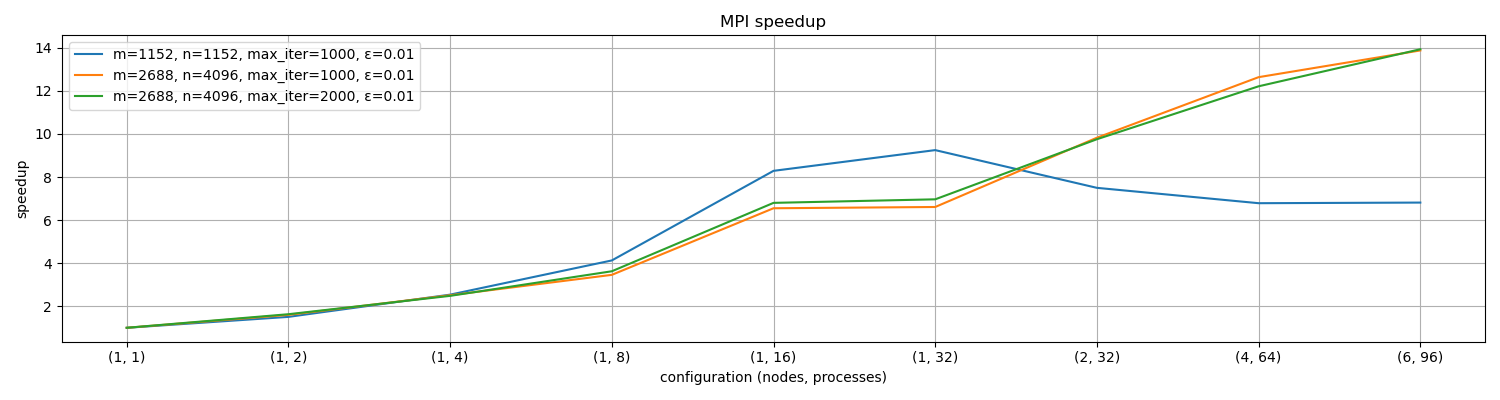 MPI speedup
m=1152, n=1152, max_iter=1000, ε=0.01
m=2688, n=4096, max_iter=1000, ε=0.01
m=2688, n=4096, max_iter=2000, ε=0.01
14
12
10
8
6
4
2
speedup
(1, 1) (1, 2) (1, 4) (1, 8) (1, 16) (1, 32) (2, 32) (4, 64) (6, 96)
configuration (nodes, processes)